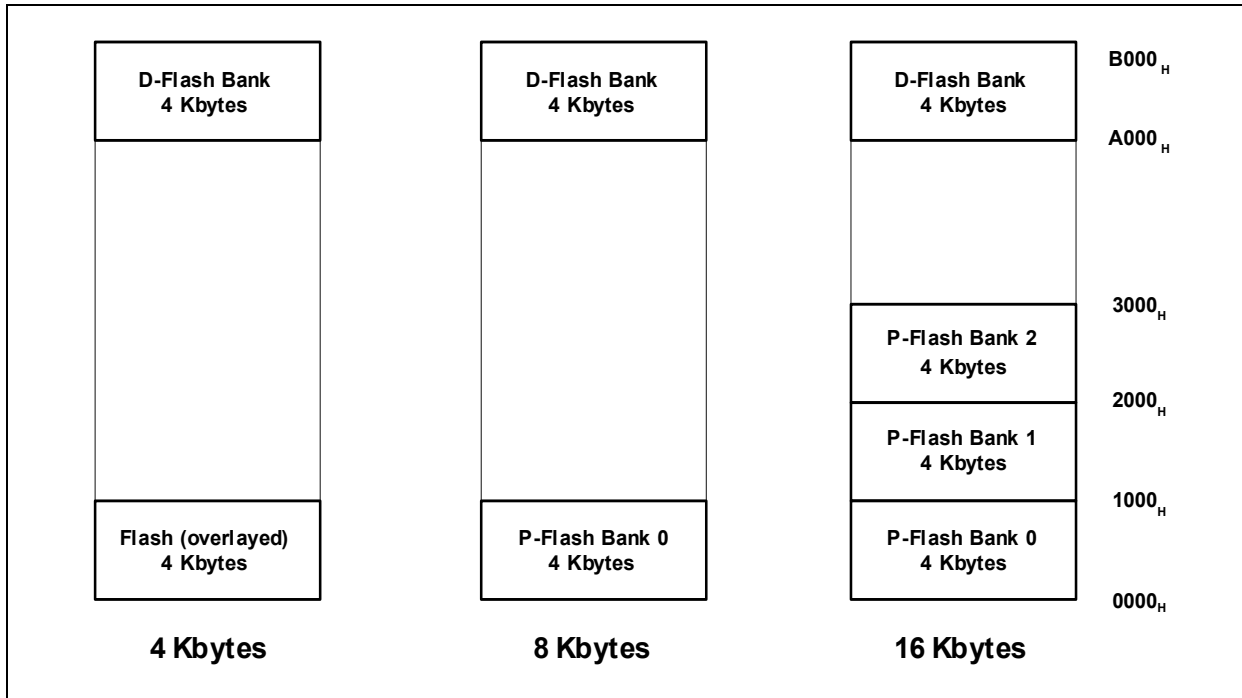 D-Flash Bank
4 Kbytes
D-Flash Bank
4 Kbytes
D-Flash Bank
4 Kbytes
B000H
A000H
3000H
P-Flash Bank 2
4 Kbytes
2000H
P-Flash Bank 1
4 Kbytes
1000H
Flash (overlayed)
4 Kbytes
P-Flash Bank 0
4 Kbytes
P-Flash Bank 0
4 Kbytes
0000H
4 Kbytes
8 Kbytes
16 Kbytes